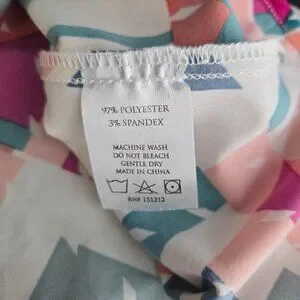 97% POLYESTER
3% SPANDEX
MACHINE WASH
DO NOT BLEACH
GENTLE DRY
MADE IN CHINA
RN# 151212